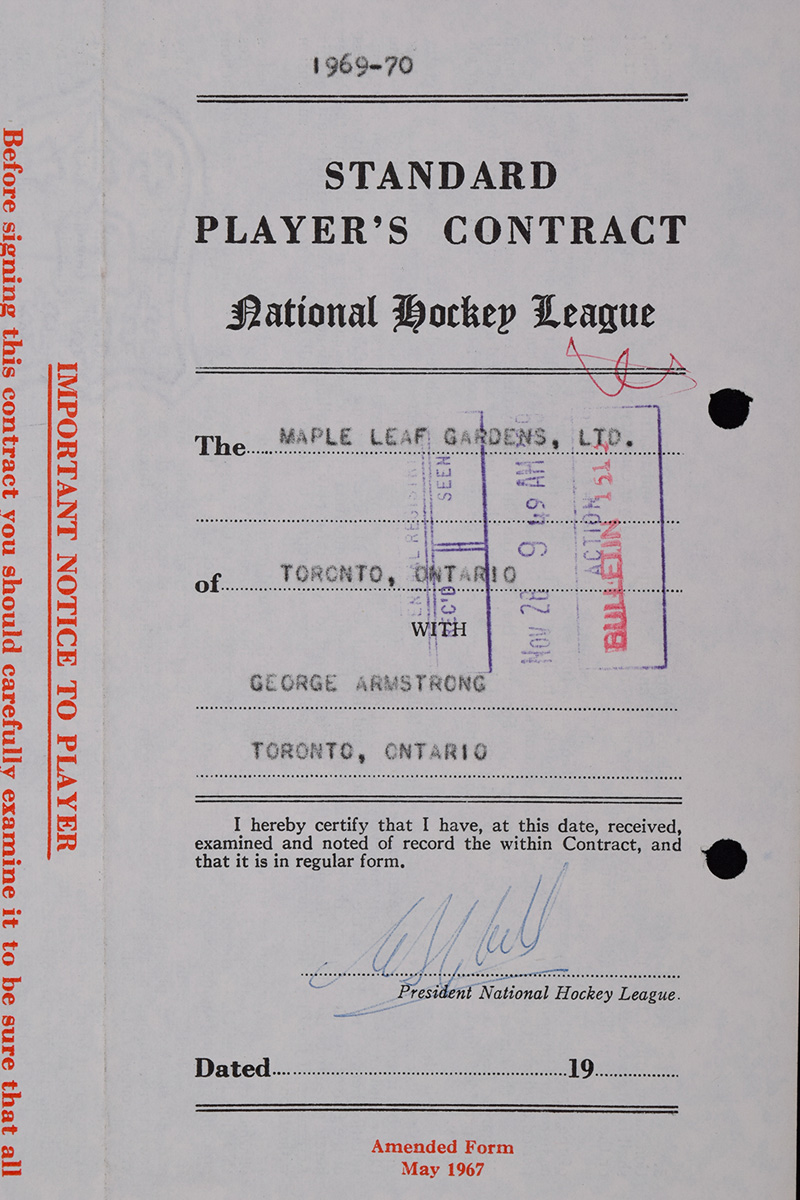 1969-70
STANDARD
PLAYER'S CONTRACT
National Hockey League
The MAPLE LEAF GARDENS, LTD.
of TORONTO, ONTARIO
WITH
GEORGE ARMSTRONG
TORONTO, ONTARIO
I hereby certify that I have, at this date, received,
examined and noted of record the within Contract, and
that it is in regular form.
President National Hockey League.
Dated 19
Amended Form
May 1967
IMPORTANT NOTICE TO PLAYER
Before signing this contract you should carefully examine it to be sure that all
REC'D SEEN
NOV 28 9 49 AM
ACTION
BULLETIN 151